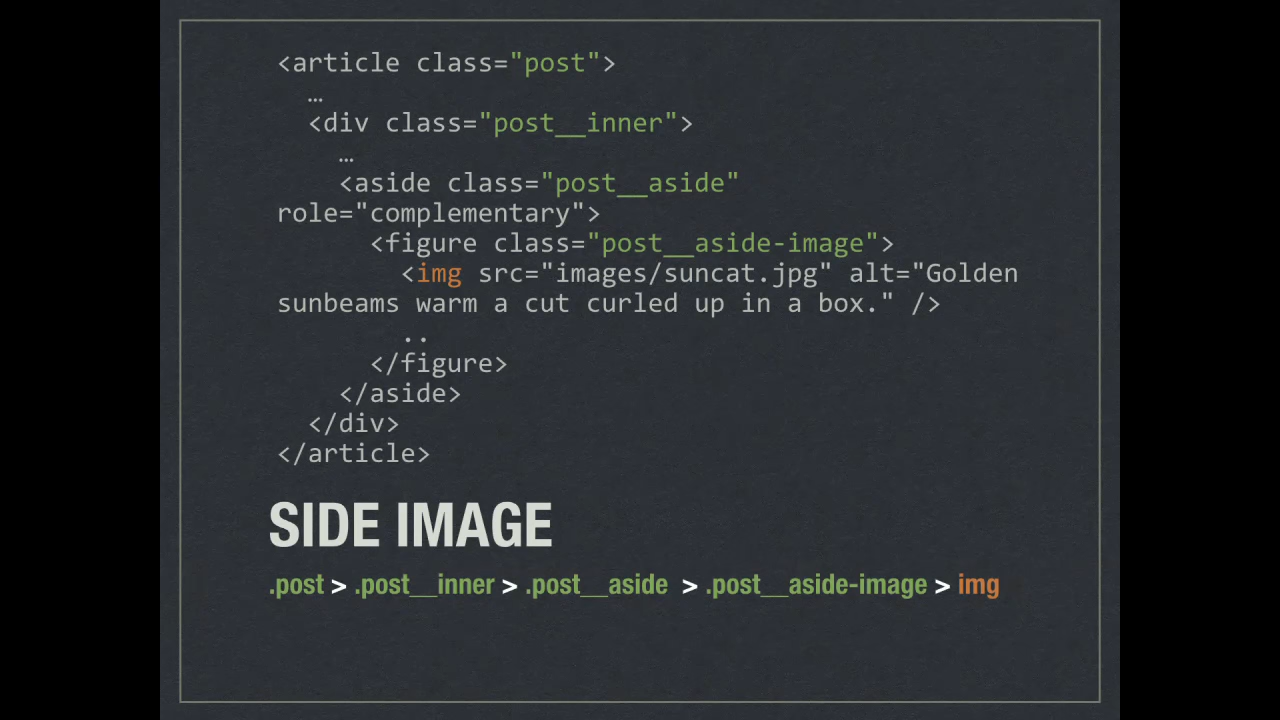 <article class="post">
…
<div class="post__inner">
…
<aside class="post__aside"
role="complementary">
<figure class="post__aside-image">
<img src="images/suncat.jpg" alt="Golden
sunbeams warm a cut curled up in a box." />
..
</figure>
</aside>
</div>
</article>
SIDE IMAGE
.post > .post__inner > .post__aside > .post__aside-image > img